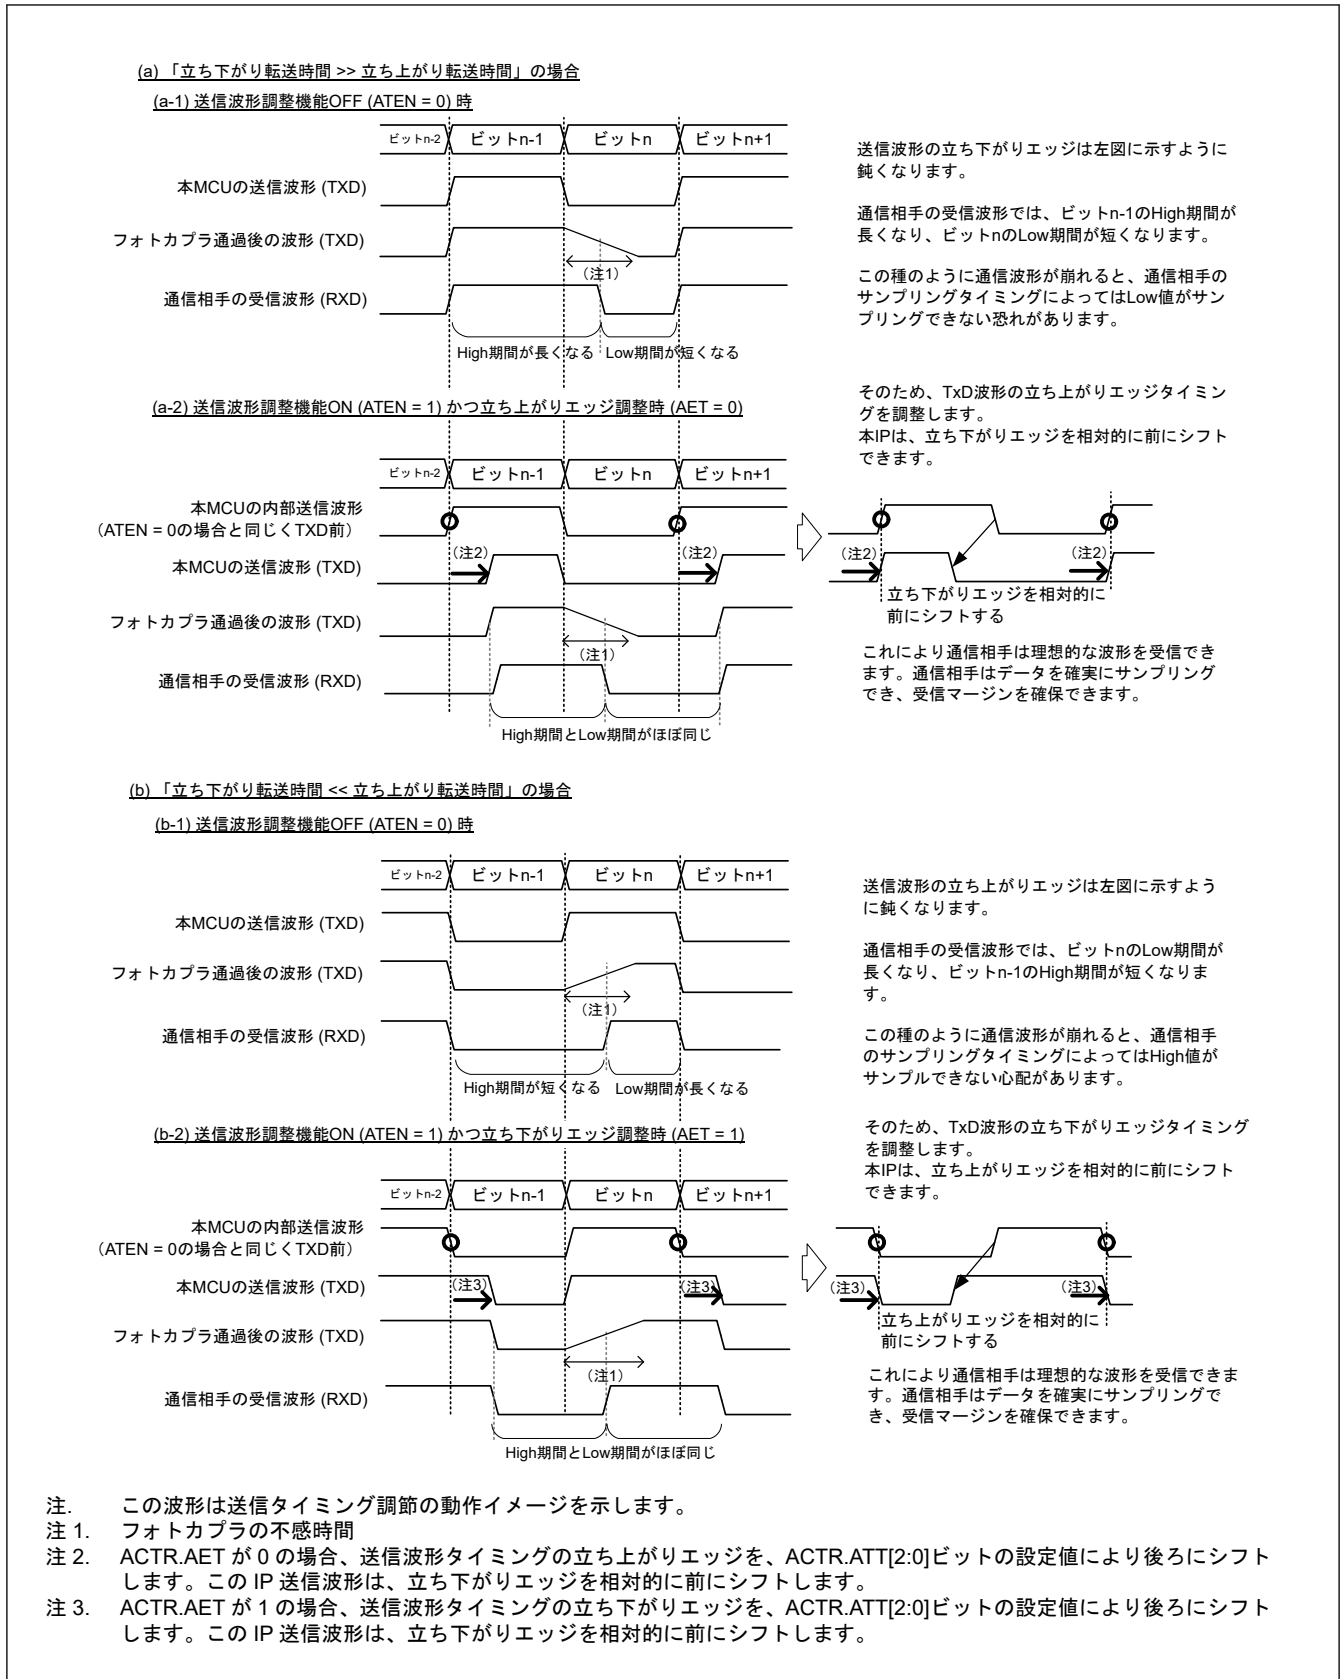 (a) 「立ち下がり転送時間 >> 立ち上がり転送時間」の場合
(a-1) 送信波形調整機能OFF (ATEN = 0) 時
ビットn-2 ビットn-1 ビットn ビットn+1
本MCUの送信波形 (TXD)
フォトカプラ通過後の波形 (TXD)
(注1)
通信相手の受信波形 (RXD)
High期間が長くなる Low期間が短くなる
送信波形の立ち下がりエッジは左図に示すように
鈍くなります。
通信相手の受信波形では、ビットn-1のHigh期間が
長くなり、ビットnのLow期間が短くなります。
この種のように通信波形が崩れると、通信相手の
サンプリングタイミングによってはLow値がサン
プリングできない恐れがあります。
(a-2) 送信波形調整機能ON (ATEN = 1) かつ立ち上がりエッジ調整時 (AET = 0)
そのため、TxD波形の立ち上がりエッジタイミン
グを調整します。
本IPは、立ち下がりエッジを相対的に前にシフト
できます。
ビットn-2 ビットn-1 ビットn ビットn+1
本MCUの内部送信波形
(ATEN = 0の場合と同じくTXD前)
(注2) (注2)
本MCUの送信波形 (TXD)
フォトカプラ通過後の波形 (TXD)
(注1)
通信相手の受信波形 (RXD)
High期間とLow期間がほぼ同じ
(注2) (注2)
立ち下がりエッジを相対的に
前にシフトする
これにより通信相手は理想的な波形を受信でき
ます。通信相手はデータを確実にサンプリング
でき、受信マージンを確保できます。
(b) 「立ち下がり転送時間 << 立ち上がり転送時間」の場合
(b-1) 送信波形調整機能OFF (ATEN = 0) 時
ビットn-2 ビットn-1 ビットn ビットn+1
本MCUの送信波形 (TXD)
フォトカプラ通過後の波形 (TXD)
(注1)
通信相手の受信波形 (RXD)
High期間が短くなる Low期間が長くなる
送信波形の立ち上がりエッジは左図に示すよう
に鈍くなります。
通信相手の受信波形では、ビットnのLow期間が
長くなり、ビットn-1のHigh期間が短くなりま
す。
この種のように通信波形が崩れると、通信相手
のサンプリングタイミングによってはHigh値が
サンプルできない心配があります。
(b-2) 送信波形調整機能ON (ATEN = 1) かつ立ち下がりエッジ調整時 (AET = 1)
そのため、TxD波形の立ち下がりエッジタイミング
を調整します。
本IPは、立ち上がりエッジを相対的に前にシフト
できます。
ビットn-2 ビットn-1 ビットn ビットn+1
本MCUの内部送信波形
(ATEN = 0の場合と同じくTXD前)
(注3) (注3)
本MCUの送信波形 (TXD)
フォトカプラ通過後の波形 (TXD)
(注1)
通信相手の受信波形 (RXD)
High期間とLow期間がほぼ同じ
(注3) (注3)
立ち上がりエッジを相対的に
前にシフトする
これにより通信相手は理想的な波形を受信できま
す。通信相手はデータを確実にサンプリングで
き、受信マージンを確保できます。
注. この波形は送信タイミング調節の動作イメージを示します。
注 1. フォトカプラの不感時間
注 2. ACTR.AET が 0 の場合、送信波形タイミングの立ち上がりエッジを、ACTR.ATT[2:0]ビットの設定値により後ろにシフト
します。この IP 送信波形は、立ち下がりエッジを相対的に前にシフトします。
注 3. ACTR.AET が 1 の場合、送信波形タイミングの立ち下がりエッジを、ACTR.ATT[2:0]ビットの設定値により後ろにシフト
します。この IP 送信波形は、立ち下がりエッジを相対的に前にシフトします。